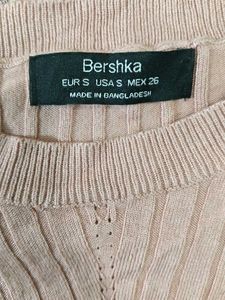 Bershka
EUR S USA S MEX 26
MADE IN BANGLADESH